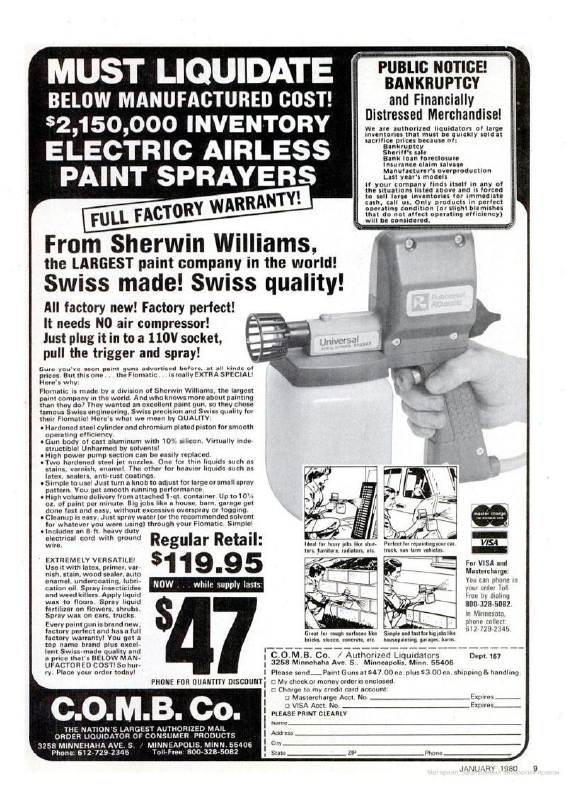 MUST LIQUIDATE
BELOW MANUFACTURED COST!
$2,150,000 INVENTORY
ELECTRIC AIRLESS
PAINT SPRAYERS
FULL FACTORY WARRANTY!
PUBLIC NOTICE!
BANKRUPTCY
and Financially
Distressed Merchandise!
We are authorized liquidators of large
inventories that must be quickly sold at
sacrifice prices because of:
Bankruptcy
Sheriff's sale
Bank loan foreclosure
Insurance claim salvage
Manufacturer's overproduction
Last year's models
If your company finds itself in any of
the situations listed above and is forced
to sell large inventories for immediate
cash, call us. Only products in perfect
operating condition (or slight blemishes
that do not affect operating efficiency)
will be considered.
From Sherwin Williams,
the LARGEST paint company in the world!
Swiss made! Swiss quality!
All factory new! Factory perfect!
It needs NO air compressor!
Just plug it in to a 110V socket,
pull the trigger and spray!
Sure you've seen paint guns advertised before, at all kinds of
prices. But this one . . . the Flomatic . . . is really EXTRA SPECIAL!
Here's why:
Flomatic is made by a division of Sherwin Williams, the largest
paint company in the world. And who knows more about painting
than they do? They wanted an excellent paint gun, so they chose
famous Swiss engineering, Swiss precision and Swiss quality for
their Flomatic! Here's what we mean by QUALITY:
• Hardened steel cylinder and chromium plated piston for smooth
operating efficiency.
• Gun body of cast aluminum with 10% silicon. Virtually inde-
structible! Unharmed by solvents!
• High power pump section can be easily replaced.
• Two hardened steel jet nozzles. One for thin liquids such as
stains, varnish, enamel. The other for heavier liquids such as
latex, sealers, anti-rust coatings.
• Simple to use! Just turn a knob to adjust for large or small spray
pattern. You get smooth running performance.
• High volume delivery from attached 1-qt. container. Up to 10½
oz. of paint per minute. Big jobs like a house, barn, garage get
done fast and easy, without excessive overspray or fogging.
• Cleanup is easy. Just spray water (or the recommended solvent
for whatever you were using) through your Flomatic. Simple!
• Includes an 8-ft. heavy duty
electrical cord with ground
wire.
EXTREMELY VERSATILE!
Use it with latex, primer, var-
nish, stain, wood sealer, auto
enamel, undercoating, lubri-
cation oil. Spray insecticides
and weed killers. Apply liquid
wax to floors. Spray liquid
fertilizer on flowers, shrubs.
Spray wax on cars, trucks.
Every paint gun is brand new,
factory perfect and has a full
factory warranty! You get a
top name brand plus excel-
lent Swiss-made quality and
a price that's BELOW MAN-
UFACTORED COST! So hur-
ry. Place your order today!
Regular Retail:
$119.95
NOW . . . while supply lasts:
$47
PHONE FOR QUANTITY DISCOUNT
Universal
R
Ideal for heavy jobs like shut-
ters, furniture, radiators, etc.
Perfect for repainting your car,
truck, van farm vehicles.
Great for rough surfaces like
bricks, stucco, concrete, etc.
Simple and fast for big jobs like
housepainting, garages, barns.
master charge
VISA
For VISA and
Mastercharge:
You can phone in
your order Toll
Free by dialing
800-328-5082.
In Minnesota,
phone collect:
612-729-2345.
C.O.M.B. Co.
THE NATION'S LARGEST AUTHORIZED MAIL
ORDER LIQUIDATOR OF CONSUMER PRODUCTS
3258 MINNEHAHA AVE. S. / MINNEAPOLIS, MINN. 55406
Phone: 612-729-2345 Toll-Free: 800-328-5082
C.O.M.B. Co. / Authorized Liquidators
3258 Minnehaha Ave. S. Minneapolis, Minn. 55406 Dept. 167
Please send Paint Guns at $47.00 ea. plus $3.00 ea. shipping & handling.
□ My check or money order is enclosed.
□ Charge to my credit card account:
□ Mastercharge Acct. No. Expires
□ VISA Acct. No. Expires
PLEASE PRINT CLEARLY
Name
Address
City
State ZIP Phone
JANUARY 1980 9